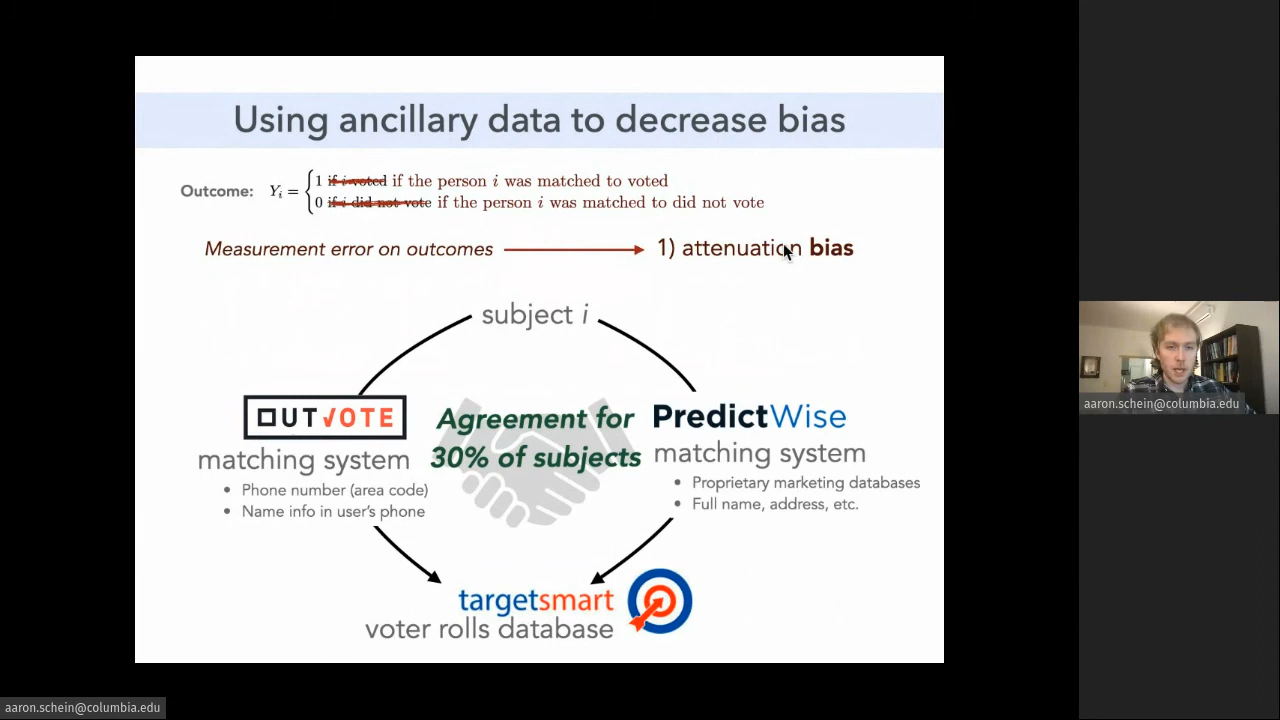 Using ancillary data to decrease bias
Outcome: Yi = { 1 if i voted if the person i was matched to voted
0 if i did not vote if the person i was matched to did not vote
Measurement error on outcomes 1) attenuation bias
subject i
OUTVOTE
matching system
• Phone number (area code)
• Name info in user's phone
Agreement for
30% of subjects
PredictWise
matching system
• Proprietary marketing databases
• Full name, address, etc.
targetsmart
voter rolls database
aaron.schein@columbia.edu
aaron.schein@columbia.edu